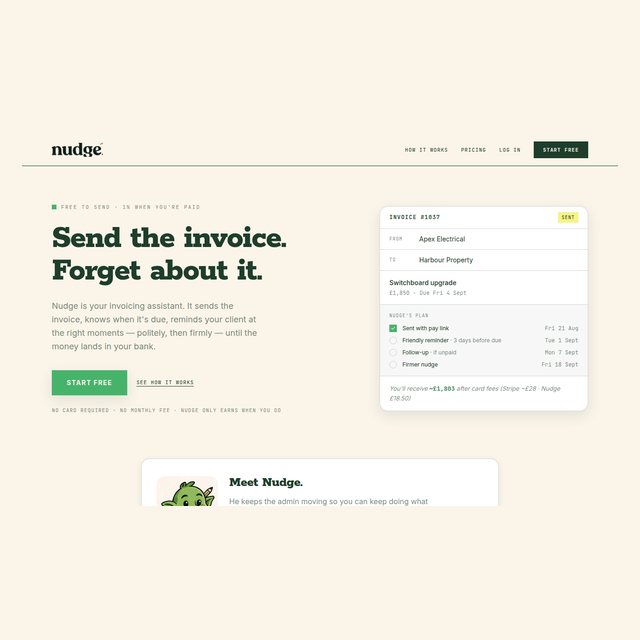 nudge
HOW IT WORKS PRICING LOG IN START FREE
FREE TO SEND · 1% WHEN YOU'RE PAID
Send the invoice.
Forget about it.
Nudge is your invoicing assistant. It sends the
invoice, knows when it's due, reminds your client at
the right moments — politely, then firmly — until the
money lands in your bank.
START FREE SEE HOW IT WORKS
NO CARD REQUIRED · NO MONTHLY FEE · NUDGE ONLY EARNS WHEN YOU DO
INVOICE #1037 SENT
FROM Apex Electrical
TO Harbour Property
Switchboard upgrade
£1,850 · Due Fri 4 Sept
NUDGE'S PLAN
Sent with pay link Fri 21 Aug
Friendly reminder · 3 days before due Tue 1 Sept
Follow-up · if unpaid Mon 7 Sept
Firmer nudge Fri 18 Sept
You'll receive ~£1,803 after card fees (Stripe ~£28 · Nudge
£18.50)
Meet Nudge.
He keeps the admin moving so you can keep doing what